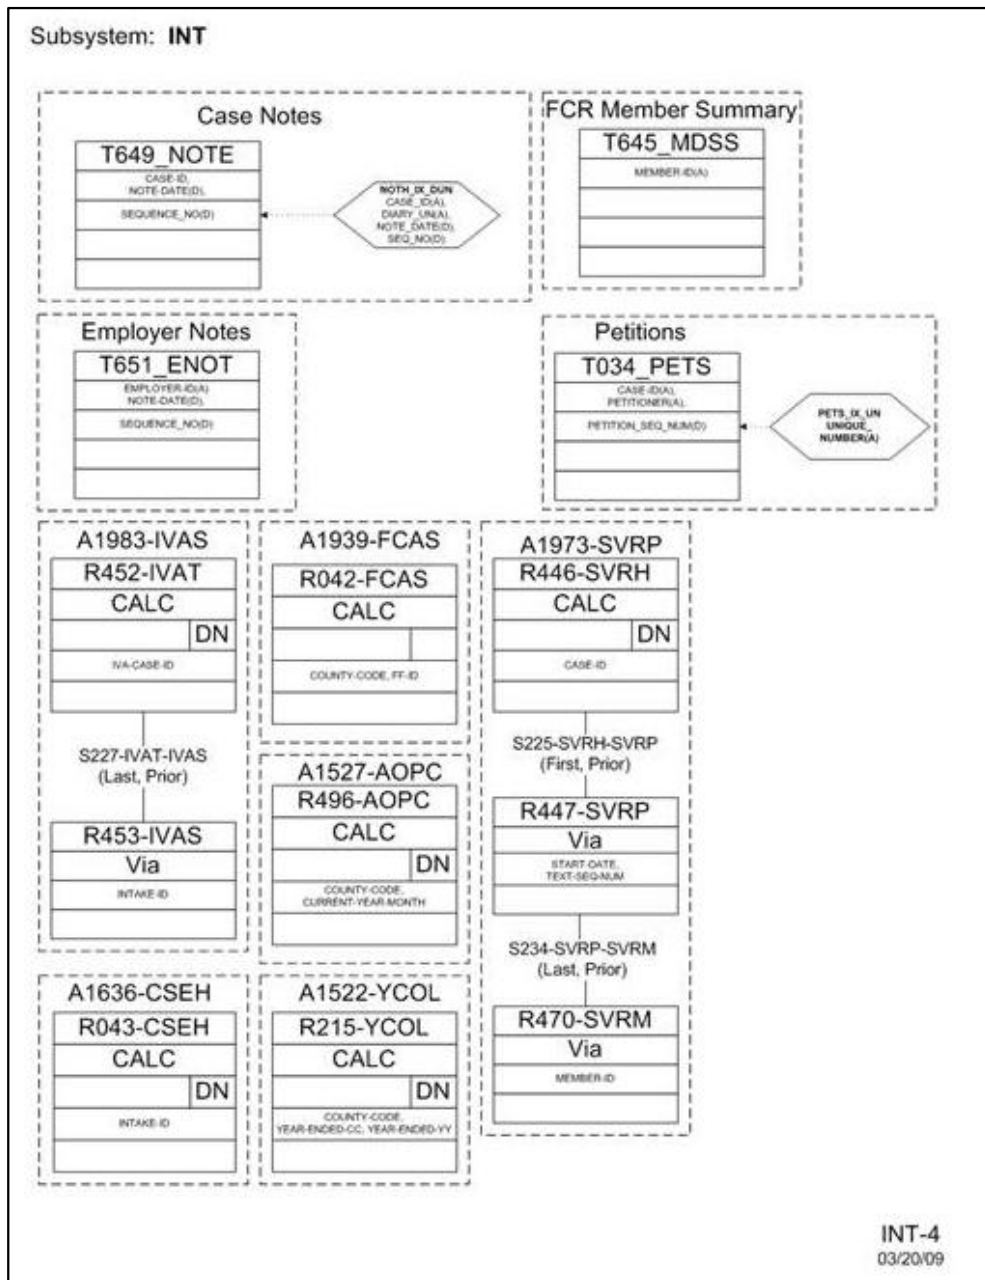 Subsystem: INT
Case Notes
T649_NOTE
CASE-ID,
NOTE-DATE(D),
SEQUENCE_NO(D)
NOTH_IX_DUN
CASE_ID(A),
DIARY_UN(A),
NOTE_DATE(D),
SEQ_NO(D)
FCR Member Summary
T645_MDSS
MEMBER-ID(A)
Employer Notes
T651_ENOT
EMPLOYER-ID(A)
NOTE-DATE(D),
SEQUENCE_NO(D)
Petitions
T034_PETS
CASE-ID(A),
PETITIONER(A),
PETITION_SEQ_NUM(D)
PETS_IX_UN
UNIQUE_
NUMBER(A)
A1983-IVAS
R452-IVAT
CALC
DN
IVA-CASE-ID
S227-IVAT-IVAS
(Last, Prior)
R453-IVAS
Via
INTAKE-ID
A1939-FCAS
R042-FCAS
CALC
COUNTY-CODE, FF-ID
A1527-AOPC
R496-AOPC
CALC
DN
COUNTY-CODE,
CURRENT-YEAR-MONTH
A1973-SVRP
R446-SVRH
CALC
DN
CASE-ID
S225-SVRH-SVRP
(First, Prior)
R447-SVRP
Via
START-DATE,
TEXT-SEQ-NUM
S234-SVRP-SVRM
(Last, Prior)
R470-SVRM
Via
MEMBER-ID
A1636-CSEH
R043-CSEH
CALC
DN
INTAKE-ID
A1522-YCOL
R215-YCOL
CALC
DN
COUNTY-CODE,
YEAR-ENDED-CC, YEAR-ENDED-YY
INT-4
03/20/09